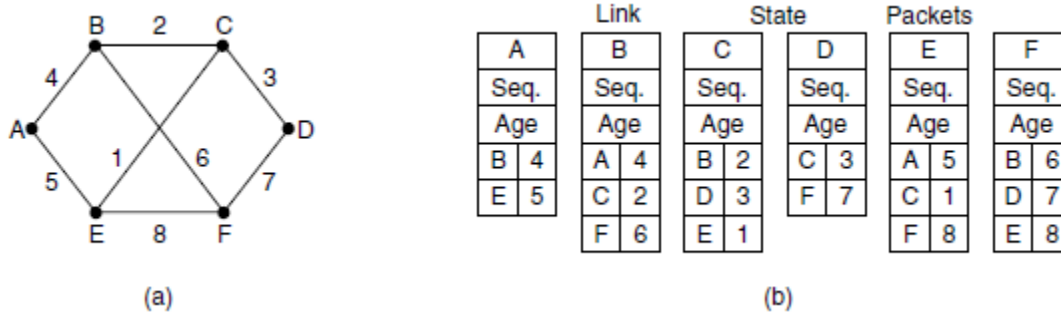 Link State Packets
B 2 C
A B C D E F
4 3
Seq. Seq. Seq. Seq. Seq. Seq.
A D
Age Age Age Age Age Age
1 6
B 4 A 4 B 2 C 3 A 5 B 6
5 7
E 5 C 2 D 3 F 7 C 1 D 7
E 8 F
F 6 E 1 F 8 E 8
(a) (b)